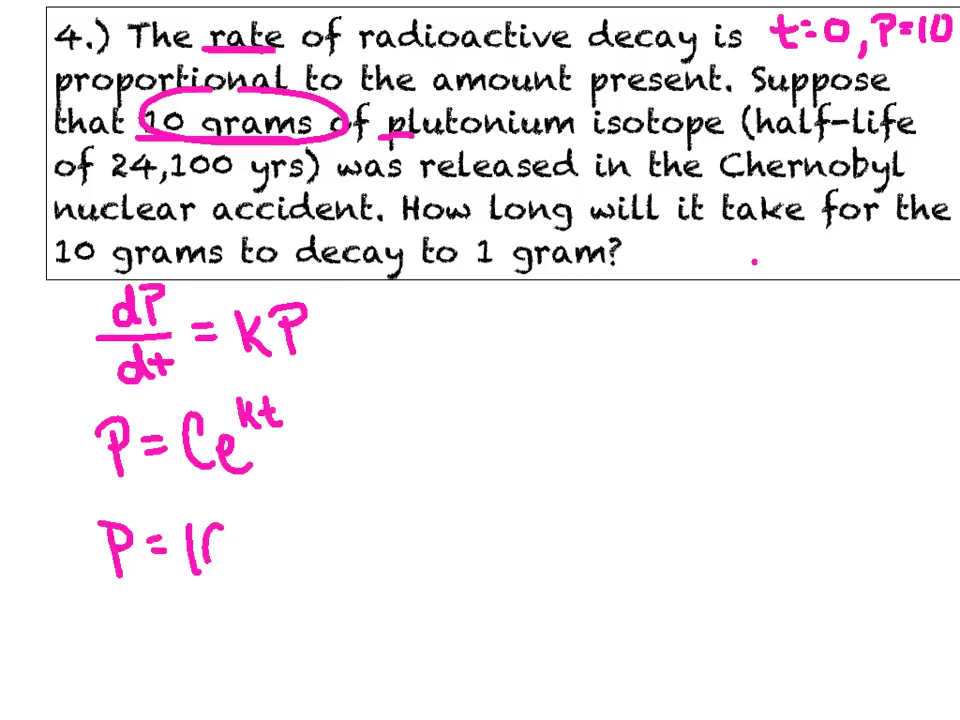 4.) The rate of radioactive decay is t=0, P=10
proportional to the amount present. Suppose
that 10 grams of plutonium isotope (half-life
of 24,100 yrs) was released in the Chernobyl
nuclear accident. How long will it take for the
10 grams to decay to 1 gram?
dP/dt = kP
P = Ce^kt
P = 1